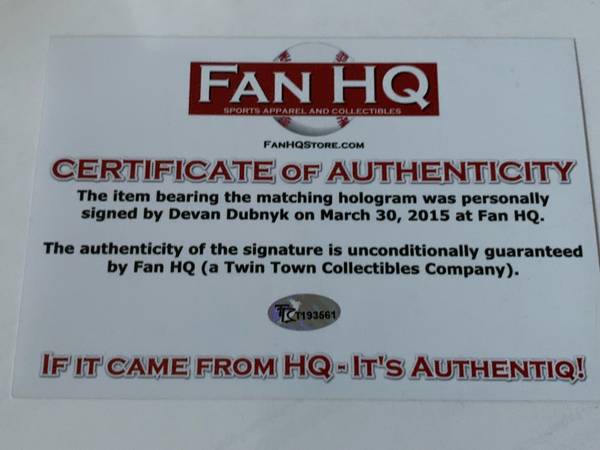 FAN HQ
SPORTS APPAREL AND COLLECTIBLES
FANHQSTORE.COM
CERTIFICATE OF AUTHENTICITY
The item bearing the matching hologram was personally
signed by Devan Dubnyk on March 30, 2015 at Fan HQ.
The authenticity of the signature is unconditionally guaranteed
by Fan HQ (a Twin Town Collectibles Company).
TTC T193561
IF IT CAME FROM HQ - IT'S AUTHENTIQ!